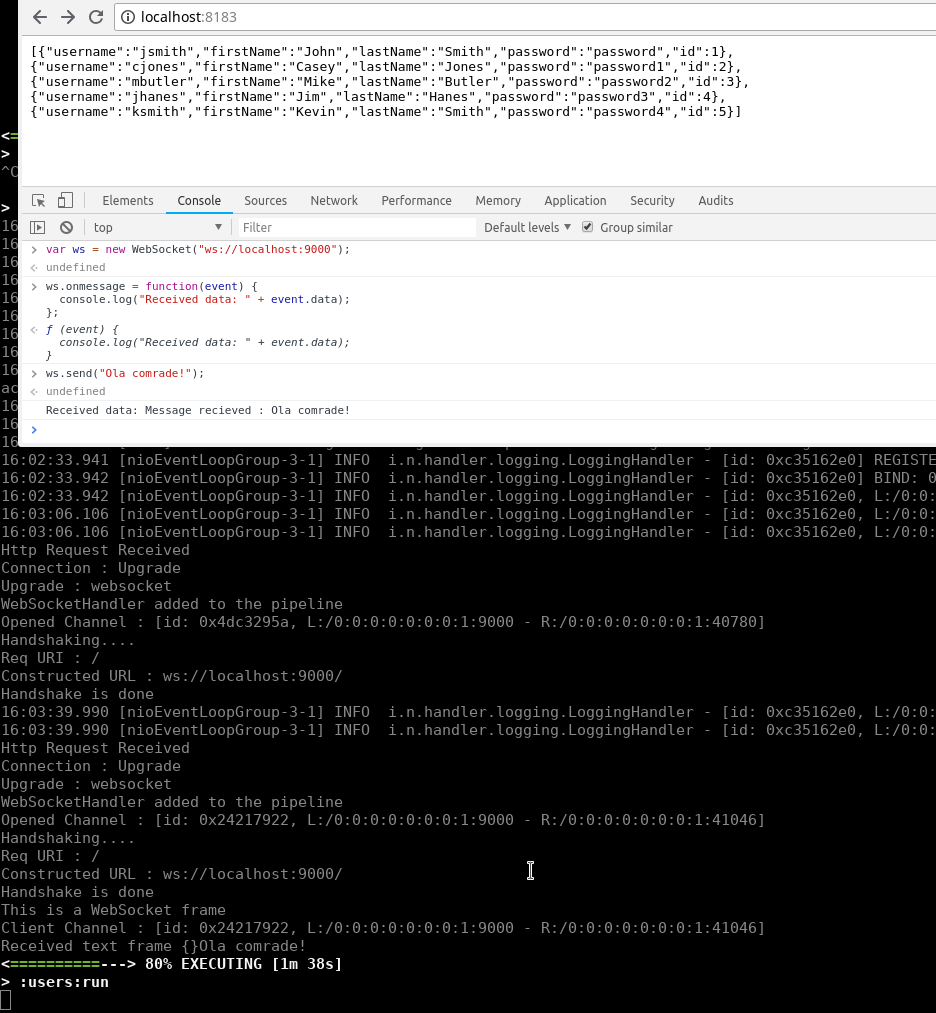 localhost:8183
[{"username":"jsmith","firstName":"John","lastName":"Smith","password":"password","id":1},
{"username":"cjones","firstName":"Casey","lastName":"Jones","password":"password1","id":2},
{"username":"mbutler","firstName":"Mike","lastName":"Butler","password":"password2","id":3},
{"username":"jhanes","firstName":"Jim","lastName":"Hanes","password":"password3","id":4},
{"username":"ksmith","firstName":"Kevin","lastName":"Smith","password":"password4","id":5}]
<=
>
^C
>
16
16
16
16
16
16
16
16
16
ac
16
16
16
Elements Console Sources Network Performance Memory Application Security Audits
top Filter Default levels Group similar
> var ws = new WebSocket("ws://localhost:9000");
undefined
> ws.onmessage = function(event) {
console.log("Received data: " + event.data);
};
ƒ (event) {
console.log("Received data: " + event.data);
}
> ws.send("Ola comrade!");
undefined
Received data: Message recieved : Ola comrade!
>
16:02:33.941 [nioEventLoopGroup-3-1] INFO  i.n.handler.logging.LoggingHandler - [id: 0xc35162e0] REGISTE
16:02:33.942 [nioEventLoopGroup-3-1] INFO  i.n.handler.logging.LoggingHandler - [id: 0xc35162e0] BIND: 0
16:02:33.942 [nioEventLoopGroup-3-1] INFO  i.n.handler.logging.LoggingHandler - [id: 0xc35162e0, L:/0:0:
16:03:06.106 [nioEventLoopGroup-3-1] INFO  i.n.handler.logging.LoggingHandler - [id: 0xc35162e0, L:/0:0:
16:03:06.106 [nioEventLoopGroup-3-1] INFO  i.n.handler.logging.LoggingHandler - [id: 0xc35162e0, L:/0:0:
Http Request Received
Connection : Upgrade
Upgrade : websocket
WebSocketHandler added to the pipeline
Opened Channel : [id: 0x4dc3295a, L:/0:0:0:0:0:0:0:1:9000 - R:/0:0:0:0:0:0:0:1:40780]
Handshaking....
Req URI : /
Constructed URL : ws://localhost:9000/
Handshake is done
16:03:39.990 [nioEventLoopGroup-3-1] INFO  i.n.handler.logging.LoggingHandler - [id: 0xc35162e0, L:/0:0:
16:03:39.990 [nioEventLoopGroup-3-1] INFO  i.n.handler.logging.LoggingHandler - [id: 0xc35162e0, L:/0:0:
Http Request Received
Connection : Upgrade
Upgrade : websocket
WebSocketHandler added to the pipeline
Opened Channel : [id: 0x24217922, L:/0:0:0:0:0:0:0:1:9000 - R:/0:0:0:0:0:0:0:1:41046]
Handshaking....
Req URI : /
Constructed URL : ws://localhost:9000/
Handshake is done
This is a WebSocket frame
Client Channel : [id: 0x24217922, L:/0:0:0:0:0:0:0:1:9000 - R:/0:0:0:0:0:0:0:1:41046]
Received text frame {}Ola comrade!
<==========---> 80% EXECUTING [1m 38s]
> :users:run